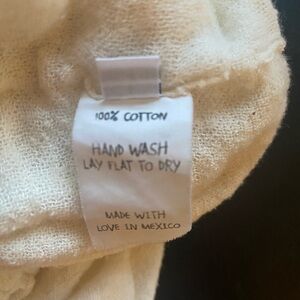 100% COTTON
HAND WASH
LAY FLAT TO DRY
MADE WITH
LOVE IN MEXICO